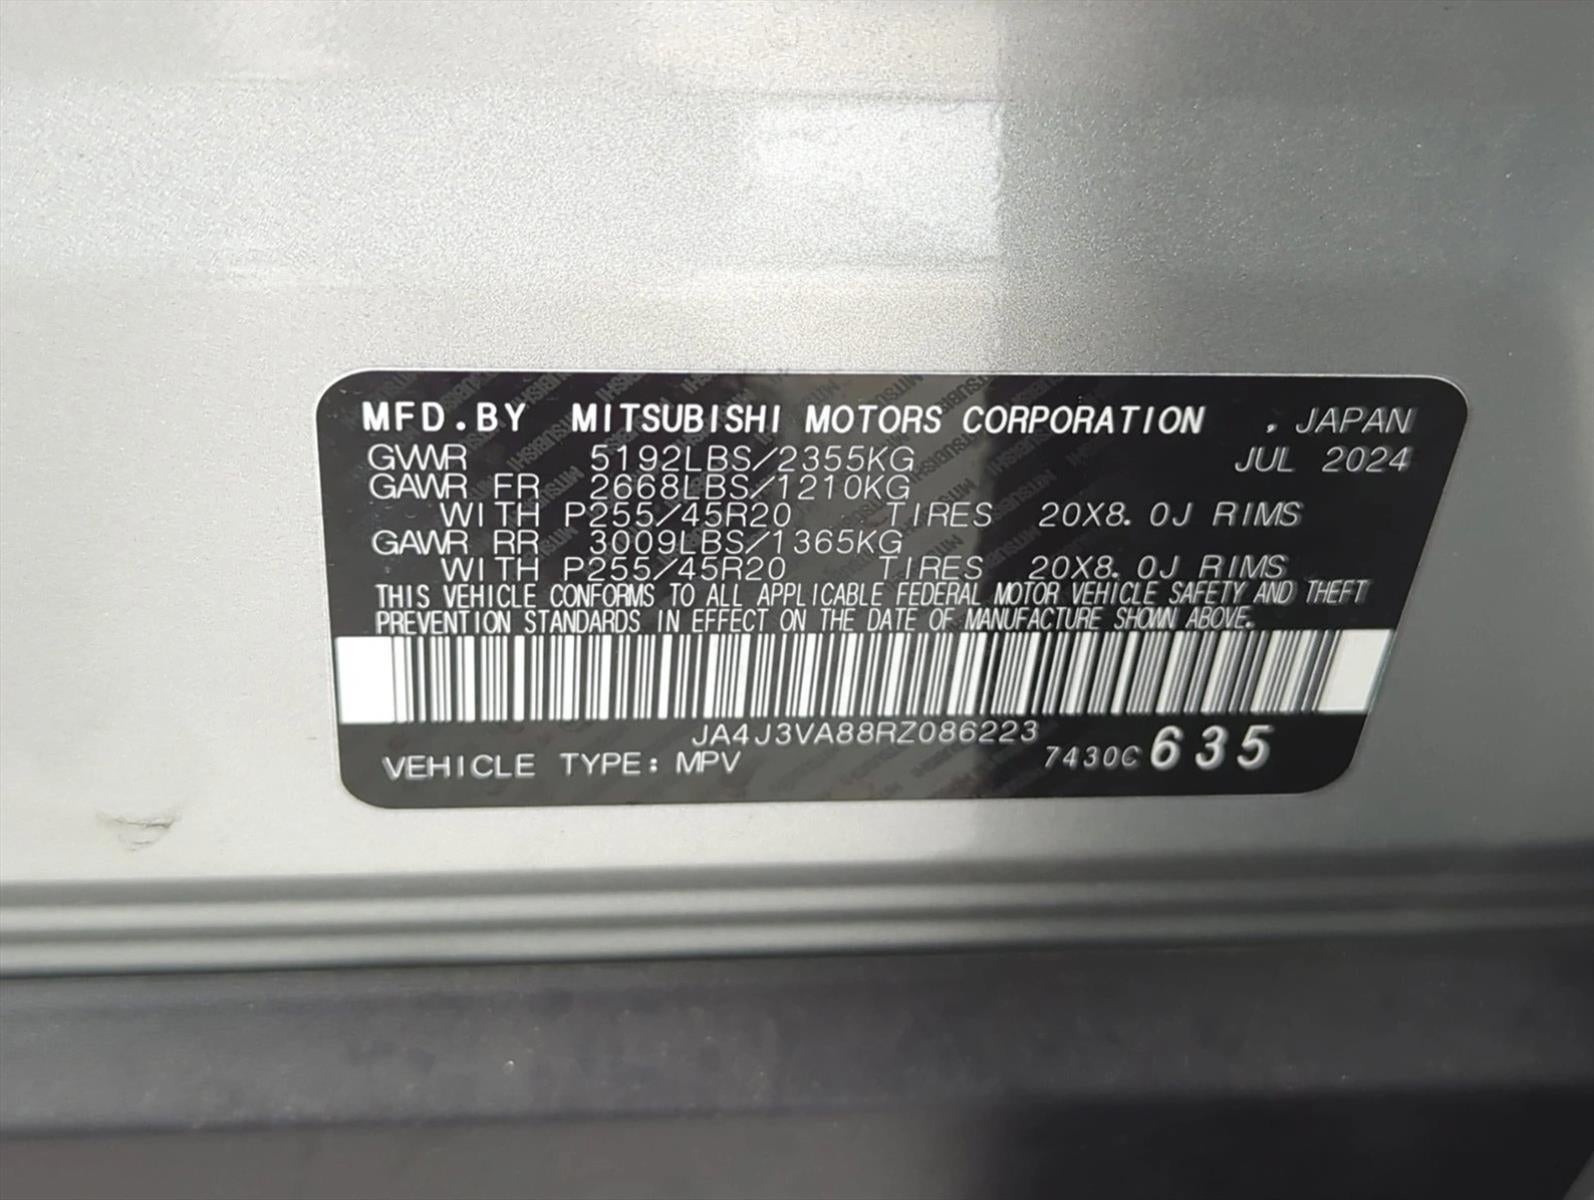 MFD.BY MITSUBISHI MOTORS CORPORATION , JAPAN
GVWR 5192LBS/2355KG JUL 2024
GAWR FR 2668LBS/1210KG
WITH P255/45R20 TIRES 20X8.0J RIMS
GAWR RR 3009LBS/1365KG
WITH P255/45R20 TIRES 20X8.0J RIMS
THIS VEHICLE CONFORMS TO ALL APPLICABLE FEDERAL MOTOR VEHICLE SAFETY AND THEFT
PREVENTION STANDARDS IN EFFECT ON THE DATE OF MANUFACTURE SHOWN ABOVE.
JA4J3VA88RZ086223
VEHICLE TYPE: MPV 7430C 635